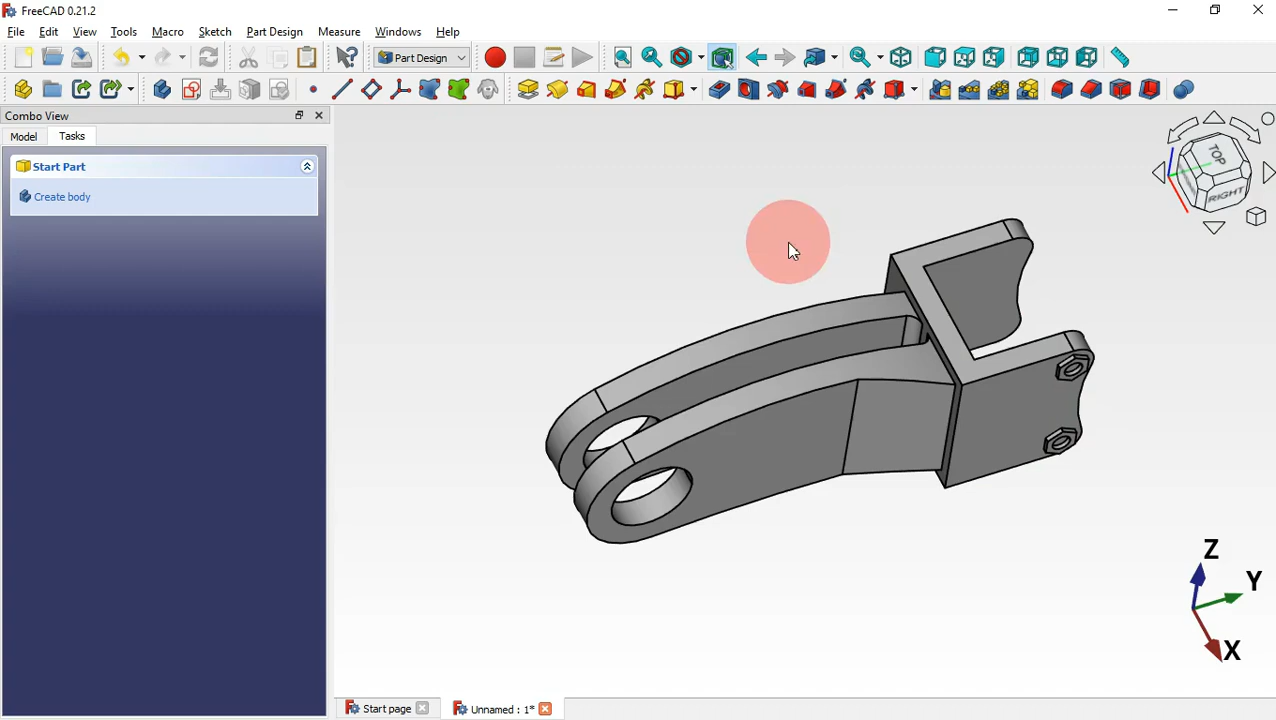 FreeCAD 0.21.2
File Edit View Tools Macro Sketch Part Design Measure Windows Help
Part Design
Combo View
Model Tasks
Start Part
Create body
TOP
RIGHT
Z
Y
X
Start page Unnamed : 1*